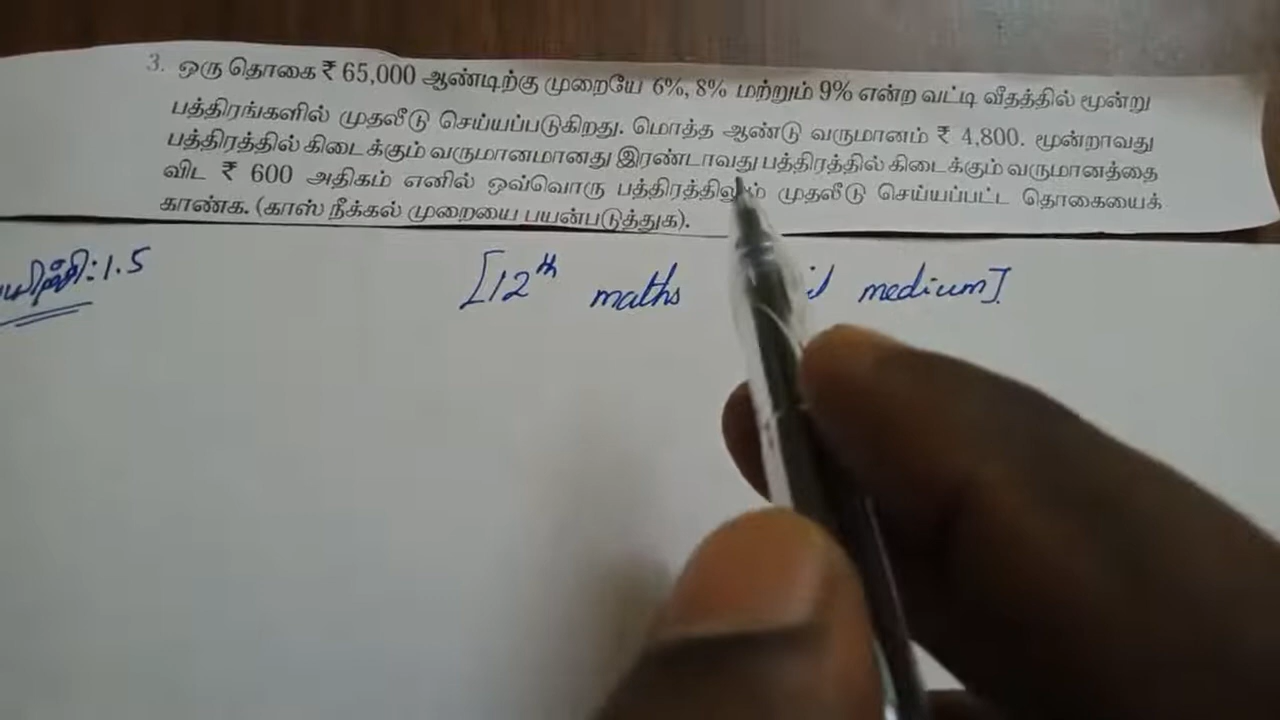 3. ஒரு தொகை ₹ 65,000 ஆண்டிற்கு முறையே 6%, 8% மற்றும் 9% என்ற வட்டி வீதத்தில் மூன்று
பத்திரங்களில் முதலீடு செய்யப்படுகிறது. மொத்த ஆண்டு வருமானம் ₹ 4,800. மூன்றாவது
பத்திரத்தில் கிடைக்கும் வருமானமானது இரண்டாவது பத்திரத்தில் கிடைக்கும் வருமானத்தை
விட ₹ 600 அதிகம் எனில் ஒவ்வொரு பத்திரத்திலும் முதலீடு செய்யப்பட்ட தொகையைக்
காண்க. (காஸ் நீக்கல் முறையை பயன்படுத்துக).
1.5
[12th maths medium]